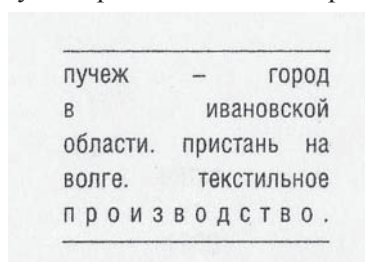 пучеж – город
в ивановской
области. пристань на
волге. текстильное
производство.